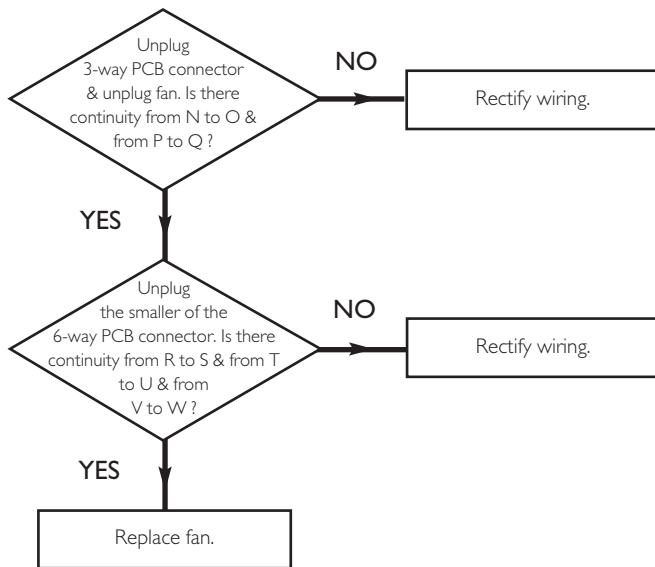 Unplug
3-way PCB connector
& unplug fan. Is there
continuity from N to O &
from P to Q ?
NO
Rectify wiring.
YES
Unplug
the smaller of the
6-way PCB connector. Is there
continuity from R to S & from T
to U & from
V to W ?
NO
Rectify wiring.
YES
Replace fan.